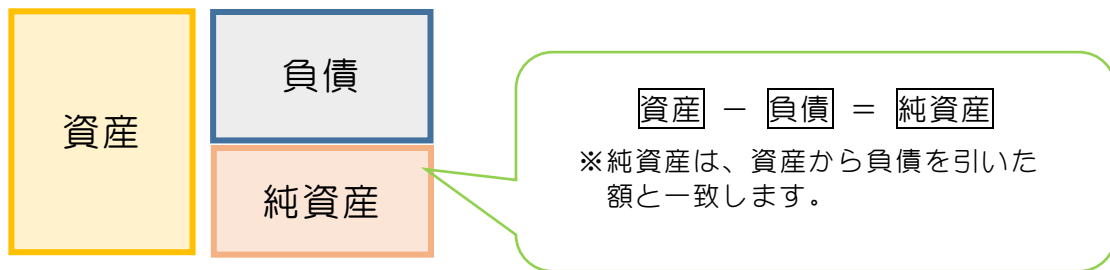 資産
負債
純資産
資産 － 負債 ＝ 純資産
※純資産は、資産から負債を引いた
額と一致します。